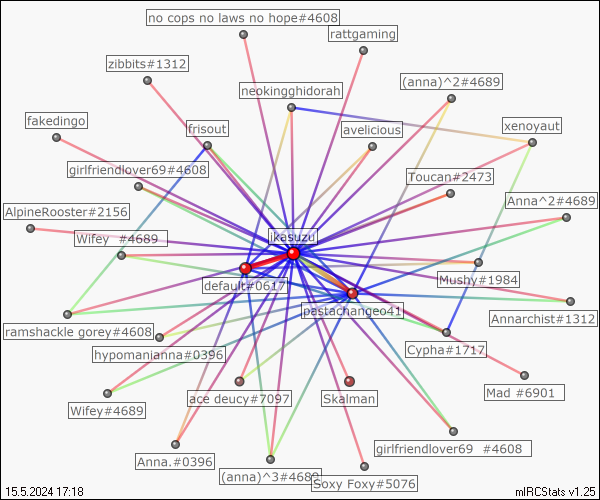 no cops no laws no hope#4608
rattgaming
zibbits#1312
(anna)^2#4689
neokingghidorah
fakedingo
frisout
avelicious
xenoyaut
girlfriendlover69#4608
Toucan#2473
AlpineRooster#2156
Anna^2#4689
Wifey  #4689
ikasuzu
default#0617
Mushy#1984
pastachangeo41
Annarchist#1312
ramshackle gorey#4608
hypomanianna#0396
Cypha#1717
Wifey#4689
ace deucy#7097
Skalman
Mad #6901
girlfriendlover69  #4608
Anna.#0396
(anna)^3#4689
Soxy Foxy#5076
15.5.2024 17:18
mIRCStats v1.25